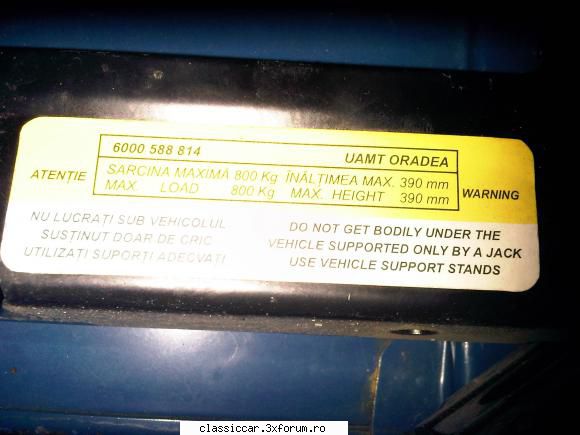 6000 588 814 UAMT ORADEA
ATENȚIE SARCINA MAXIMĂ 800 Kg ÎNĂLȚIMEA MAX. 390 mm WARNING
MAX. LOAD 800 Kg MAX. HEIGHT 390 mm
NU LUCRAȚI SUB VEHICOLUL
SUSȚINUT DOAR DE CRIC
UTILIZAȚI SUPORȚI ADECVAȚI
DO NOT GET BODILY UNDER THE
VEHICLE SUPPORTED ONLY BY A JACK
USE VEHICLE SUPPORT STANDS
classiccar.3xforum.ro